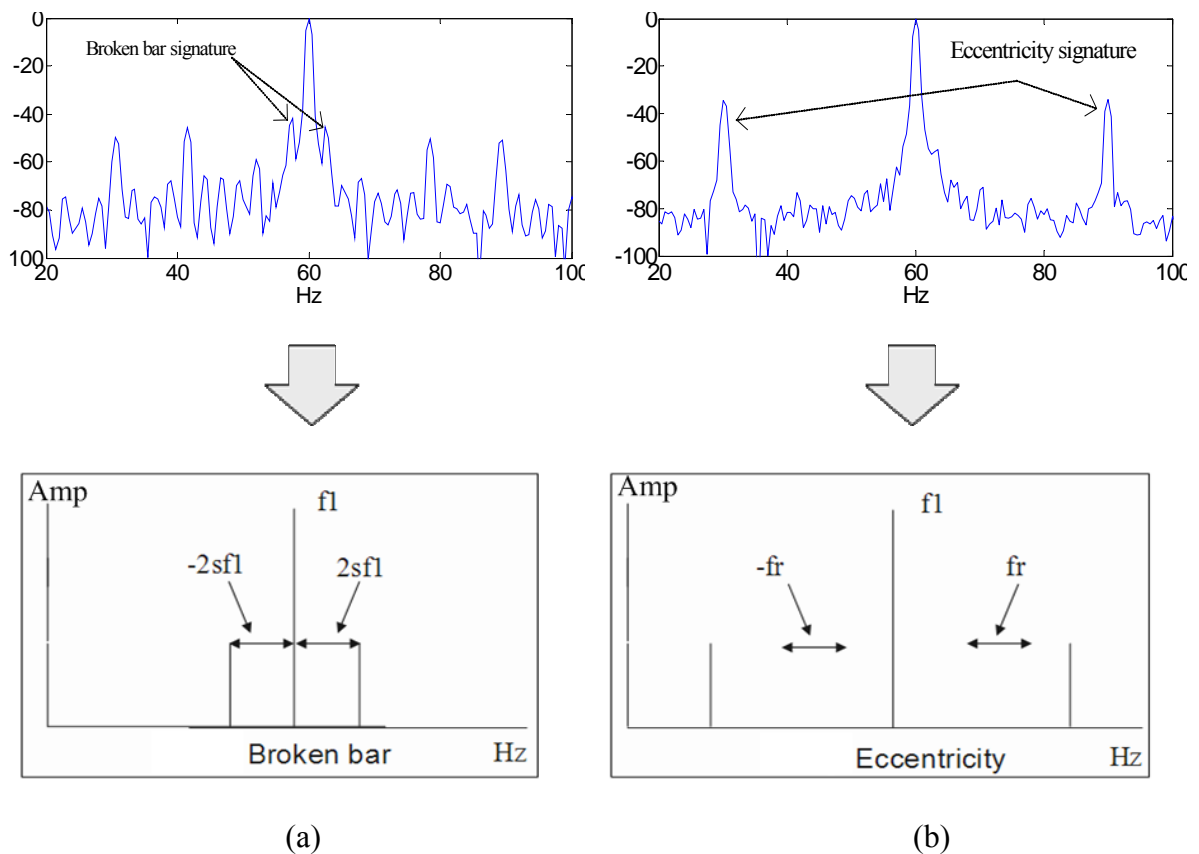 0
-20
-40
-60
-80
100
20
40
60
80
100
Hz
Broken bar signature
0
-20
-40
-60
-80
-100
20
40
60
80
100
Hz
Eccentricity signature
Amp
f1
-2sf1
2sf1
Broken bar
Hz
Amp
f1
-fr
fr
Eccentricity
Hz
(a)
(b)